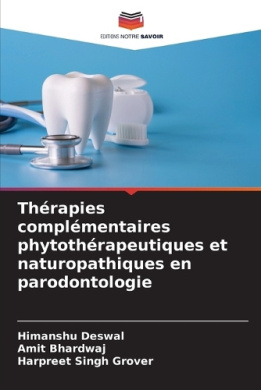 EDITIONS NOTRE SAVOIR
Thérapies
complémentaires
phytothérapeutiques et
naturopathiques en
parodontologie
Himanshu Deswal
Amit Bhardwaj
Harpreet Singh Grover